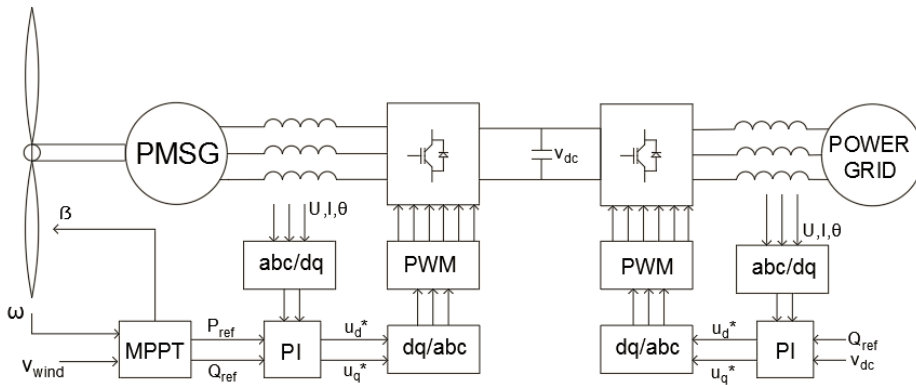 PMSG
V_dc
POWER
GRID
ß
U,I,θ
U,I,θ
abc/dq
PWM
PWM
abc/dq
ω
V_wind
MPPT
P_ref
Q_ref
PI
u_d*
u_q*
dq/abc
dq/abc
u_d*
u_q*
PI
Q_ref
v_dc